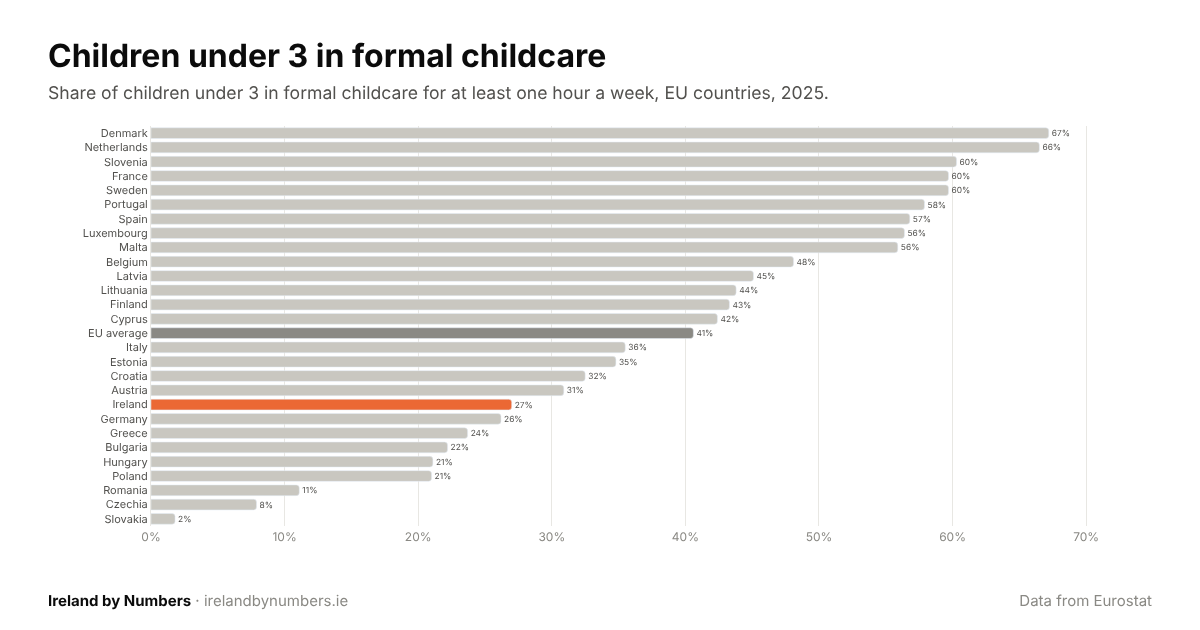 Children under 3 in formal childcare
Share of children under 3 in formal childcare for at least one hour a week, EU countries, 2025.
Denmark 67%
Netherlands 66%
Slovenia 60%
France 60%
Sweden 60%
Portugal 58%
Spain 57%
Luxembourg 56%
Malta 56%
Belgium 48%
Latvia 45%
Lithuania 44%
Finland 43%
Cyprus 42%
EU average 41%
Italy 36%
Estonia 35%
Croatia 32%
Austria 31%
Ireland 27%
Germany 26%
Greece 24%
Bulgaria 22%
Hungary 21%
Poland 21%
Romania 11%
Czechia 8%
Slovakia 2%
0% 10% 20% 30% 40% 50% 60% 70%
Ireland by Numbers · irelandbynumbers.ie Data from Eurostat